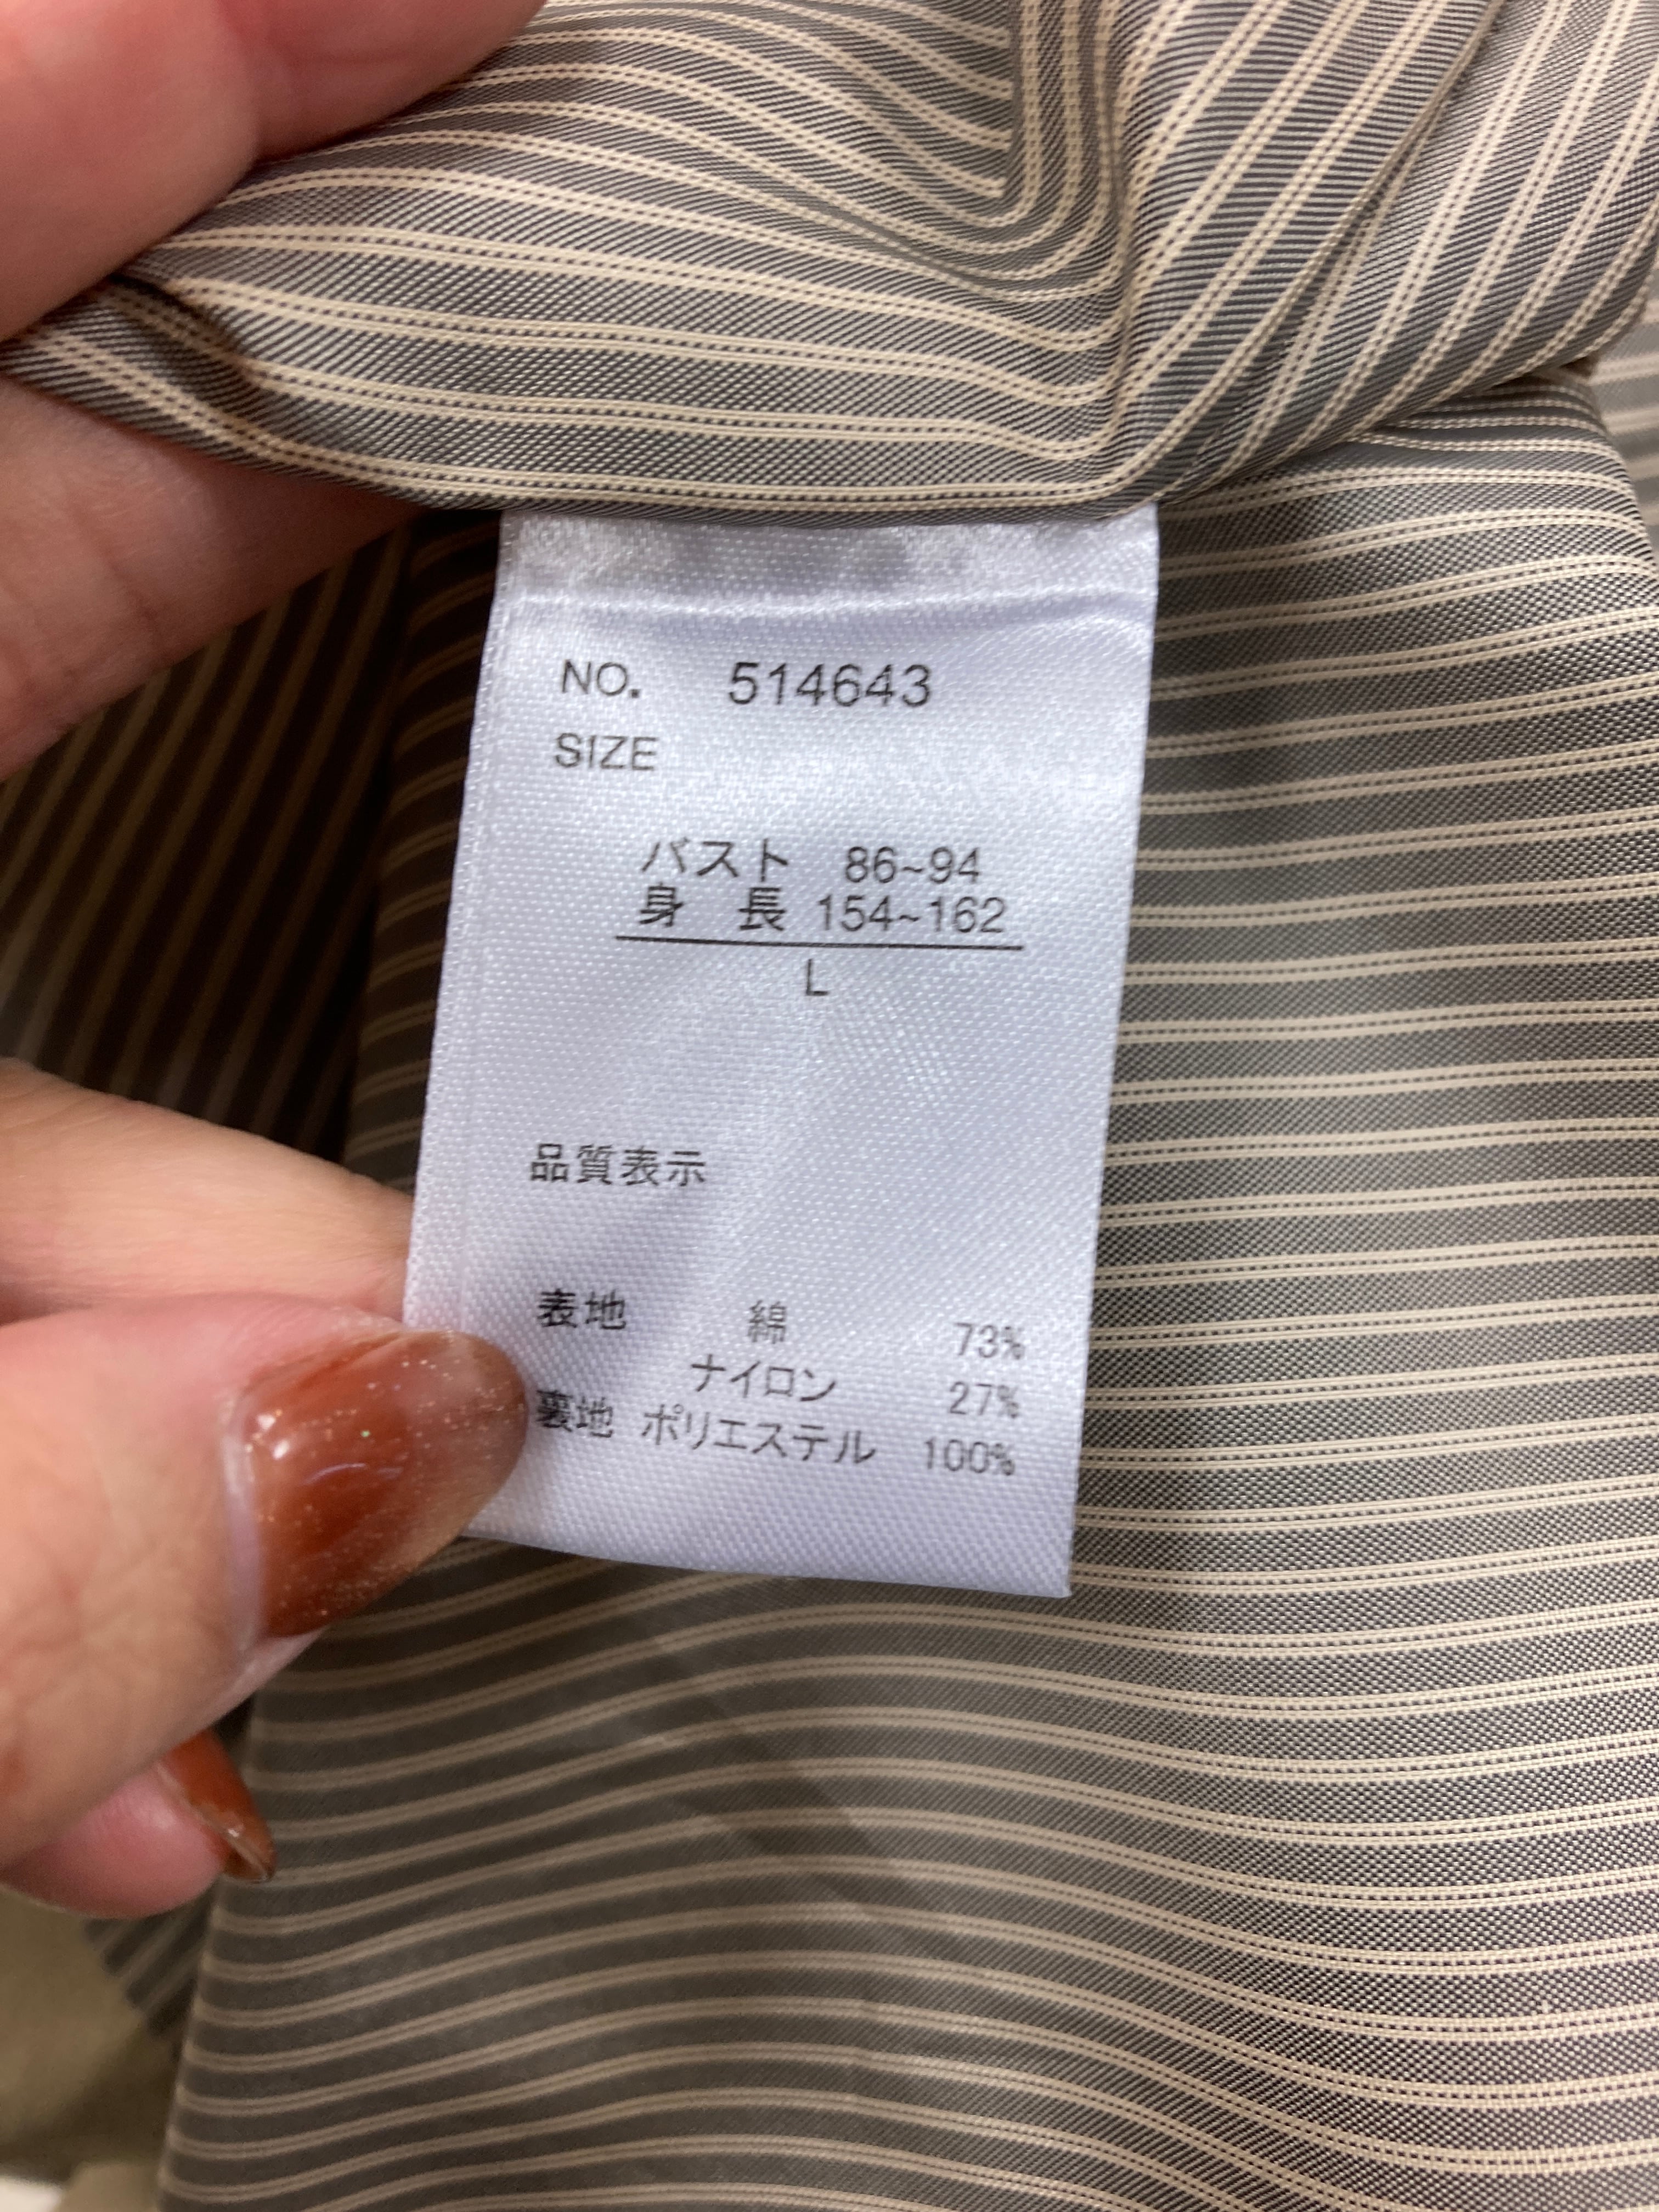 NO. 514643
SIZE
バスト 86~94
身 長 154~162
L
品質表示
表地 綿 73%
ナイロン 27%
裏地 ポリエステル 100%